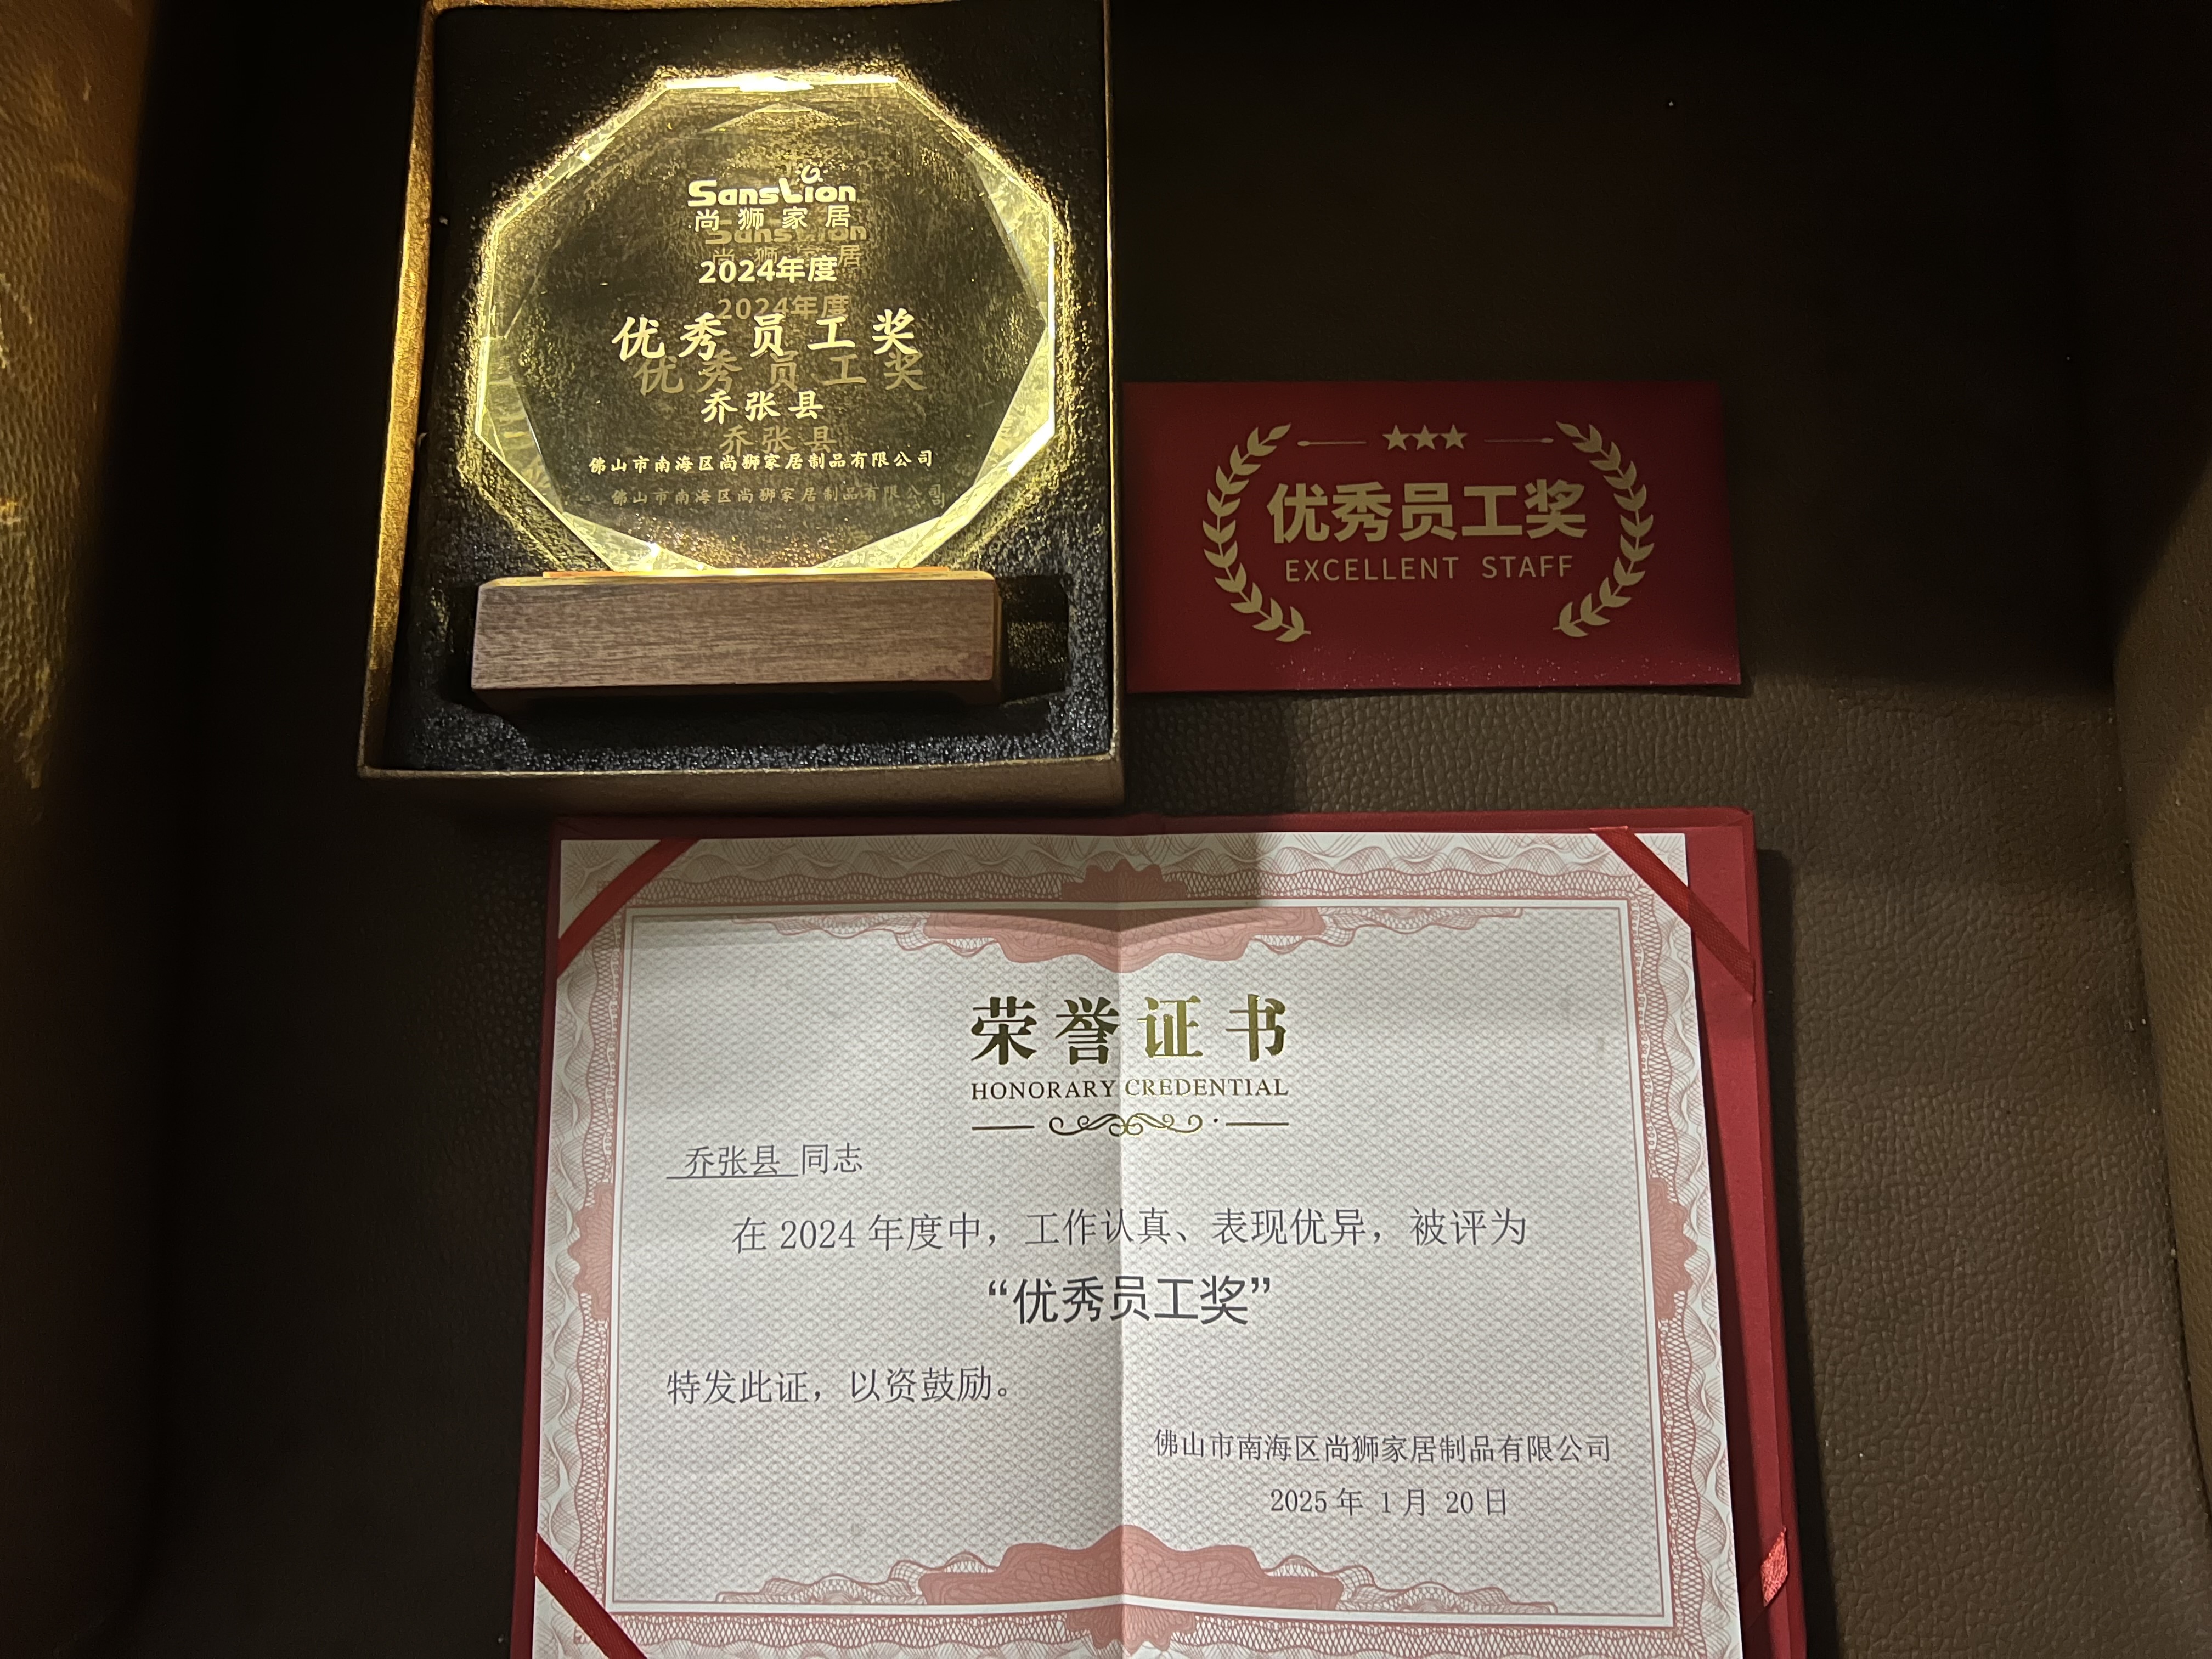 SansLion
尚狮家居
2024年度
优秀员工奖
乔张县
佛山市南海区尚狮家居制品有限公司
优秀员工奖
EXCELLENT STAFF
荣誉证书
HONORARY CREDENTIAL
乔张县 同志
在 2024 年度中，工作认真、表现优异，被评为
“优秀员工奖”
特发此证，以资鼓励。
佛山市南海区尚狮家居制品有限公司
2025 年 1 月 20 日